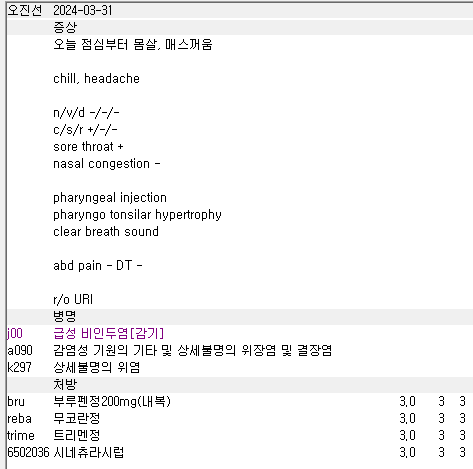 오진선 2024-03-31
증상
오늘 점심부터 몸살, 매스꺼움
chill, headache
n/v/d -/-/-
c/s/r +/-/-
sore throat +
nasal congestion -
pharyngeal injection
pharyngo tonsilar hypertrophy
clear breath sound
abd pain - DT -
r/o URI
병명
j00 급성 비인두염[감기]
a090 감염성 기원의 기타 및 상세불명의 위장염 및 결장염
k297 상세불명의 위염
처방
bru 부루펜정200mg(내복) 3.0 3 3
reba 무코란정 3.0 3 3
trime 트리멘정 3.0 3 3
6502036 시네츄라시럽 3.0 3 3